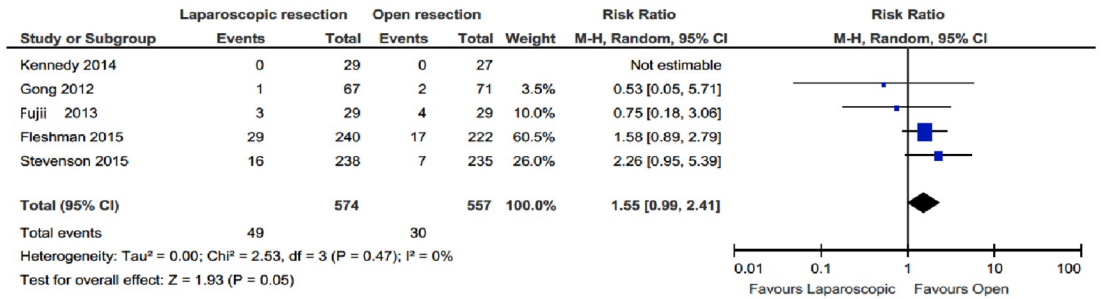 Laparoscopic resection Open resection Risk Ratio Risk Ratio
Study or Subgroup Events Total Events Total Weight M-H, Random, 95% CI M-H, Random, 95% CI
Kennedy 2014 0 29 0 27 Not estimable
Gong 2012 1 67 2 71 3.5% 0.53 [0.05, 5.71]
Fujii 2013 3 29 4 29 10.0% 0.75 [0.18, 3.06]
Fleshman 2015 29 240 17 222 60.5% 1.58 [0.89, 2.79]
Stevenson 2015 16 238 7 235 26.0% 2.26 [0.95, 5.39]
Total (95% CI) 574 557 100.0% 1.55 [0.99, 2.41]
Total events 49 30
Heterogeneity: Tau² = 0.00; Chi² = 2.53, df = 3 (P = 0.47); I² = 0%
Test for overall effect: Z = 1.93 (P = 0.05)
0.01 0.1 1 10 100
Favours Laparoscopic Favours Open